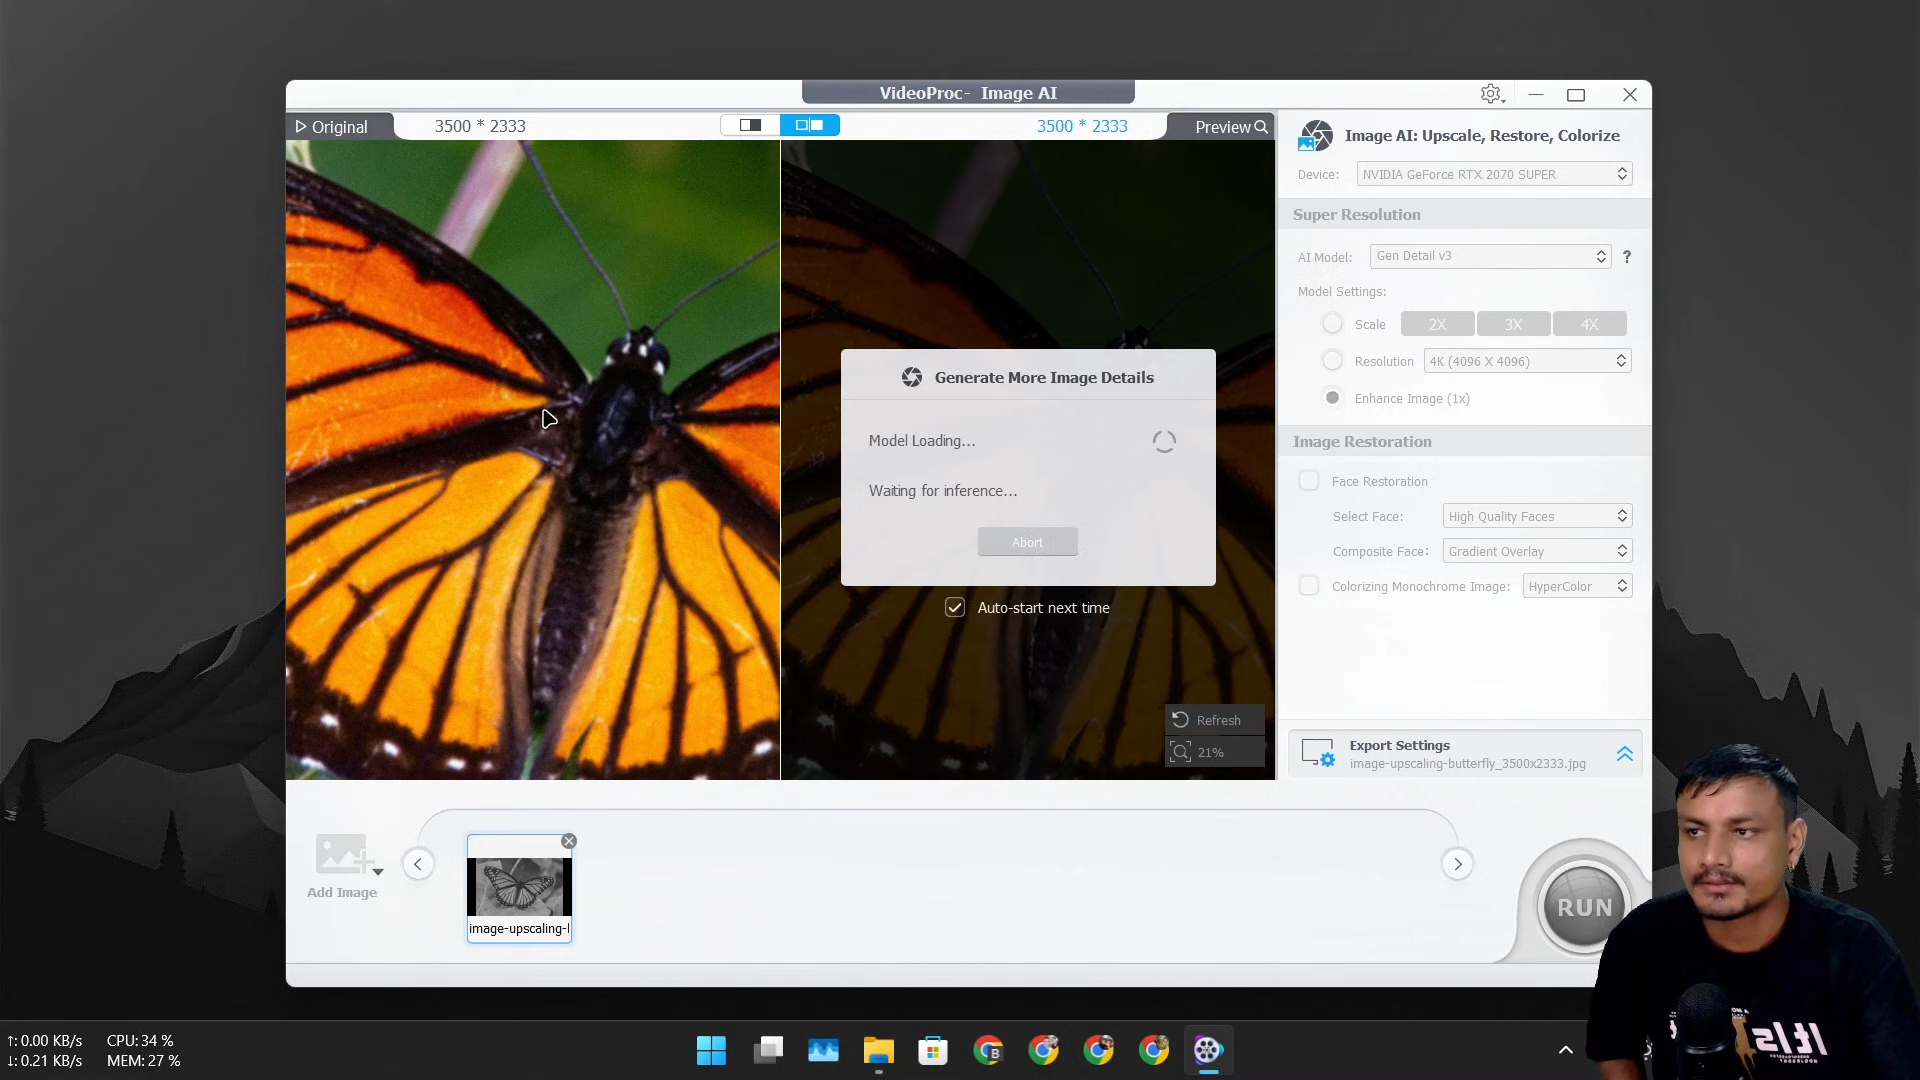 VideoProc - Image AI
Original
3500 * 2333
3500 * 2333
Preview
Image AI: Upscale, Restore, Colorize
Device:
NVIDIA GeForce RTX 2070 SUPER
Super Resolution
AI Model:
Gen Detail v3
?
Model Settings:
Scale
2X
3X
4X
Resolution
4K (4096 X 4096)
Enhance Image (1x)
Image Restoration
Face Restoration
Select Face:
High Quality Faces
Composite Face:
Gradient Overlay
Colorizing Monochrome Image:
HyperColor
Generate More Image Details
Model Loading...
Waiting for inference...
Abort
Auto-start next time
Refresh
21%
Export Settings
image-upscaling-butterfly_3500x2333.jpg
Add Image
image-upscaling-
RUN
It/s
↑: 0.00 KB/s CPU: 34 %
↓: 0.21 KB/s MEM: 27 %
B